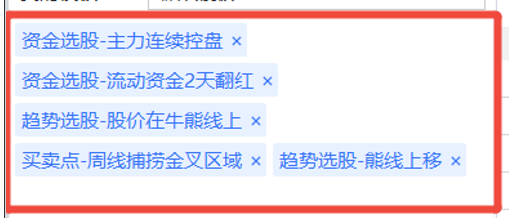 资金选股-主力连续控盘 ×
资金选股-流动资金2天翻红 ×
趋势选股-股价在牛熊线上 ×
买卖点-周线捕捞金叉区域 × 趋势选股-熊线上移 ×